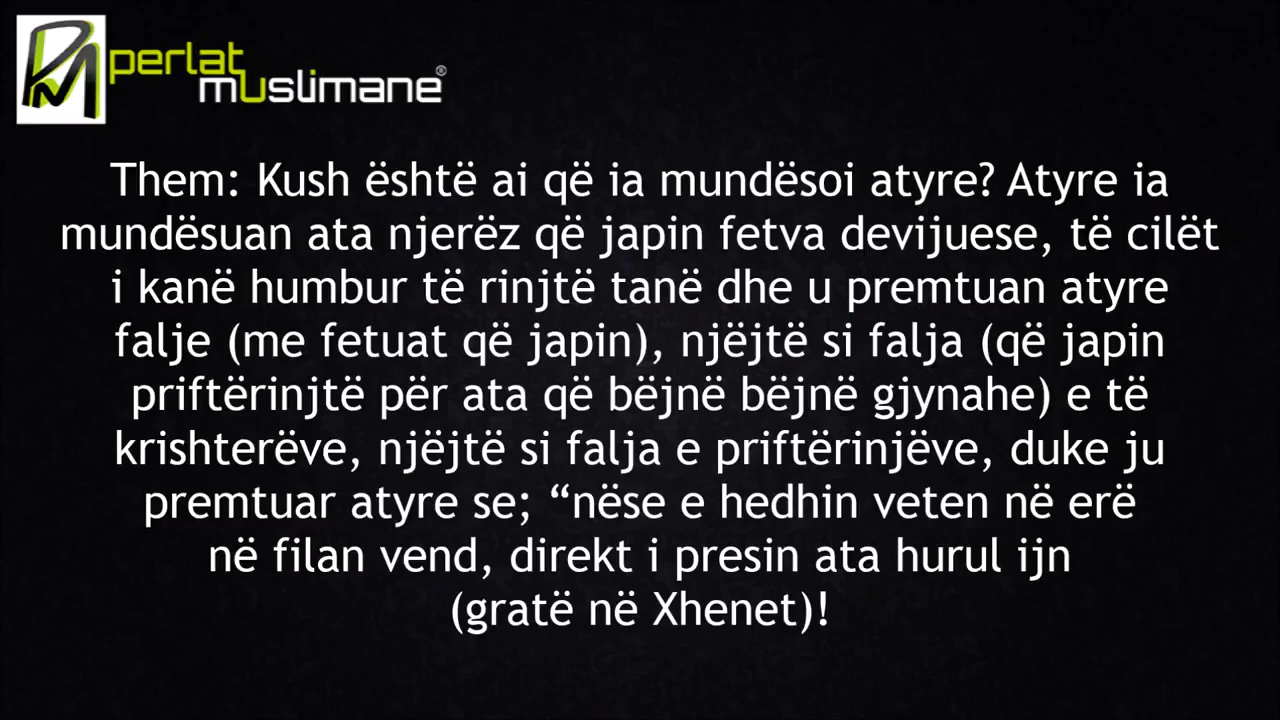 perlat
muslimane®
Them: Kush është ai që ia mundësoi atyre? Atyre ia
mundësuan ata njerëz që japin fetva devijuese, të cilët
i kanë humbur të rinjtë tanë dhe u premtuan atyre
falje (me fetuat që japin), njëjtë si falja (që japin
priftërinjtë për ata që bëjnë bëjnë gjynahe) e të
krishterëve, njëjtë si falja e priftërinjëve, duke ju
premtuar atyre se; “nëse e hedhin veten në erë
në filan vend, direkt i presin ata hurul ijn
(gratë në Xhenet)!